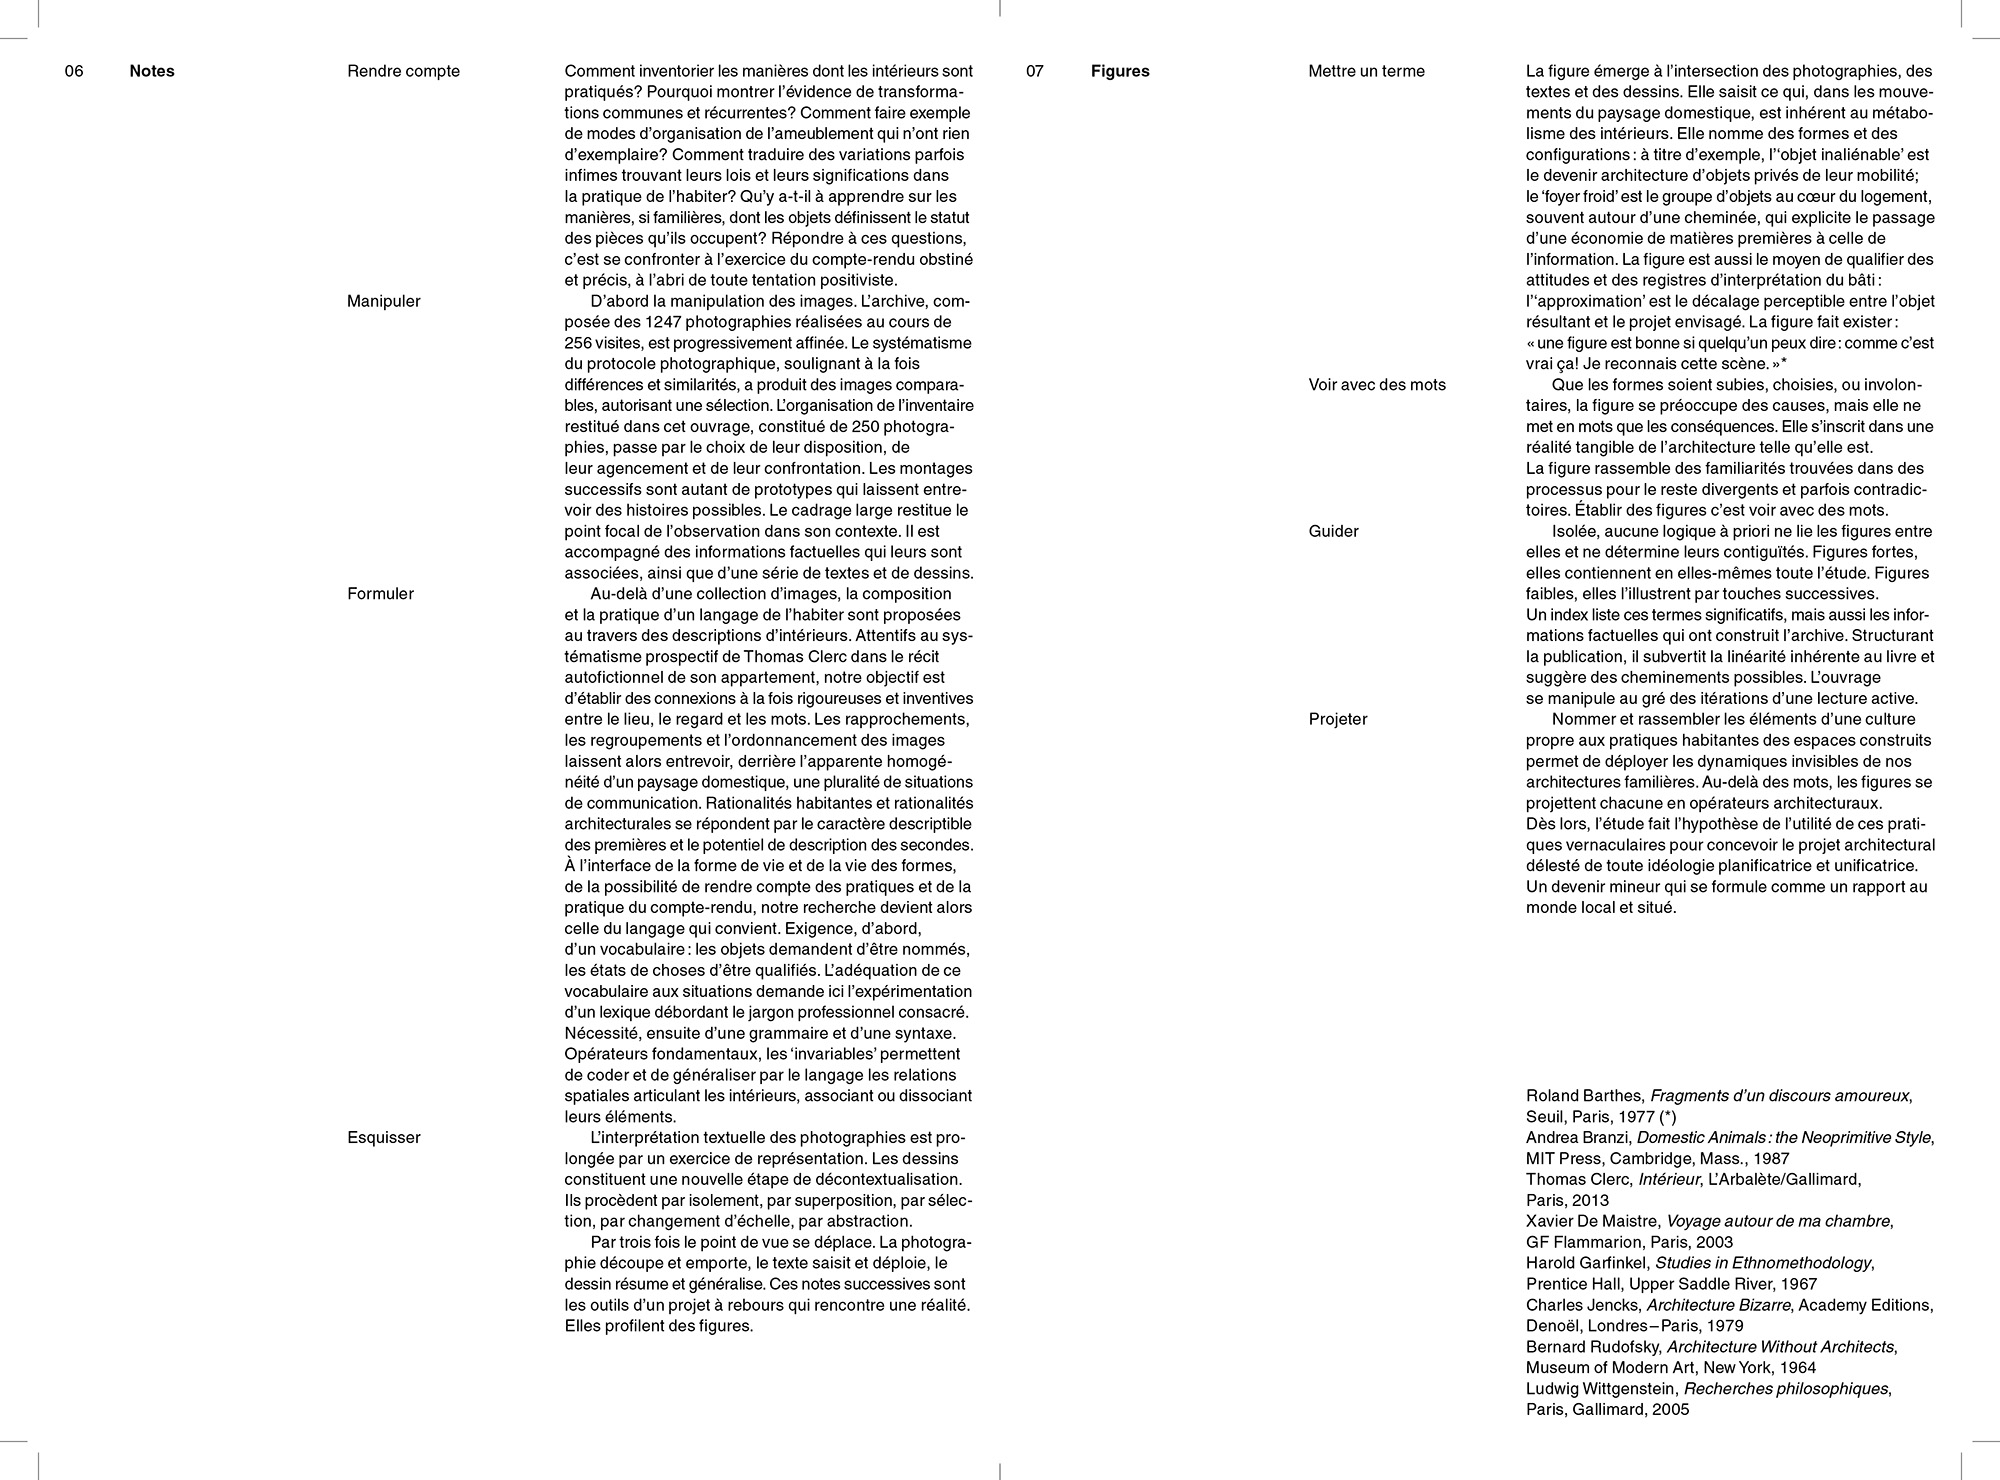 06
Notes
Rendre compte
Comment inventorier les manières dont les intérieurs sont
pratiqués? Pourquoi montrer l’évidence de transforma-
tions communes et récurrentes? Comment faire exemple
de modes d’organisation de l’ameublement qui n’ont rien
d’exemplaire? Comment traduire des variations parfois
infimes trouvant leurs lois et leurs significations dans
la pratique de l’habiter? Qu’y a-t-il à apprendre sur les
manières, si familières, dont les objets définissent le statut
des pièces qu’ils occupent? Répondre à ces questions,
c’est se confronter à l’exercice du compte-rendu obstiné
et précis, à l’abri de toute tentation positiviste.
Manipuler
D’abord la manipulation des images. L’archive, com-
posée des 1247 photographies réalisées au cours de
256 visites, est progressivement affinée. Le systématisme
du protocole photographique, soulignant à la fois
différences et similarités, a produit des images compara-
bles, autorisant une sélection. L’organisation de l’inventaire
restitué dans cet ouvrage, constitué de 250 photogra-
phies, passe par le choix de leur disposition, de
leur agencement et de leur confrontation. Les montages
successifs sont autant de prototypes qui laissent entre-
voir des histoires possibles. Le cadrage large restitue le
point focal de l’observation dans son contexte. Il est
accompagné des informations factuelles qui leurs sont
associées, ainsi que d’une série de textes et de dessins.
Formuler
Au-delà d’une collection d’images, la composition
et la pratique d’un langage de l’habiter sont proposées
au travers des descriptions d’intérieurs. Attentifs au sys-
tématisme prospectif de Thomas Clerc dans le récit
autofictionnel de son appartement, notre objectif est
d’établir des connexions à la fois rigoureuses et inventives
entre le lieu, le regard et les mots. Les rapprochements,
les regroupements et l’ordonnancement des images
laissent alors entrevoir, derrière l’apparente homogé-
néité d’un paysage domestique, une pluralité de situations
de communication. Rationalités habitantes et rationalités
architecturales se répondent par le caractère descriptible
des premières et le potentiel de description des secondes.
À l’interface de la forme de vie et de la vie des formes,
de la possibilité de rendre compte des pratiques et de la
pratique du compte-rendu, notre recherche devient alors
celle du langage qui convient. Exigence, d’abord,
d’un vocabulaire : les objets demandent d’être nommés,
les états de choses d’être qualifiés. L’adéquation de ce
vocabulaire aux situations demande ici l’expérimentation
d’un lexique débordant le jargon professionnel consacré.
Nécessité, ensuite d’une grammaire et d’une syntaxe.
Opérateurs fondamentaux, les ‘invariables’ permettent
de coder et de généraliser par le langage les relations
spatiales articulant les intérieurs, associant ou dissociant
leurs éléments.
Esquisser
L’interprétation textuelle des photographies est pro-
longée par un exercice de représentation. Les dessins
constituent une nouvelle étape de décontextualisation.
Ils procèdent par isolement, par superposition, par sélec-
tion, par changement d’échelle, par abstraction.
Par trois fois le point de vue se déplace. La photogra-
phie découpe et emporte, le texte saisit et déploie, le
dessin résume et généralise. Ces notes successives sont
les outils d’un projet à rebours qui rencontre une réalité.
Elles profilent des figures.
07
Figures
Mettre un terme
La figure émerge à l’intersection des photographies, des
textes et des dessins. Elle saisit ce qui, dans les mouve-
ments du paysage domestique, est inhérent au métabo-
lisme des intérieurs. Elle nomme des formes et des
configurations : à titre d’exemple, l’‘objet inaliénable’ est
le devenir architecture d’objets privés de leur mobilité;
le ‘foyer froid’ est le groupe d’objets au cœur du logement,
souvent autour d’une cheminée, qui explicite le passage
d’une économie de matières premières à celle de
l’information. La figure est aussi le moyen de qualifier des
attitudes et des registres d’interprétation du bâti :
l’‘approximation’ est le décalage perceptible entre l’objet
résultant et le projet envisagé. La figure fait exister :
« une figure est bonne si quelqu’un peux dire : comme c’est
vrai ça! Je reconnais cette scène. »*
Voir avec des mots
Que les formes soient subies, choisies, ou involon-
taires, la figure se préoccupe des causes, mais elle ne
met en mots que les conséquences. Elle s’inscrit dans une
réalité tangible de l’architecture telle qu’elle est.
La figure rassemble des familiarités trouvées dans des
processus pour le reste divergents et parfois contradic-
toires. Établir des figures c’est voir avec des mots.
Guider
Isolée, aucune logique à priori ne lie les figures entre
elles et ne détermine leurs contiguïtés. Figures fortes,
elles contiennent en elles-mêmes toute l’étude. Figures
faibles, elles l’illustrent par touches successives.
Un index liste ces termes significatifs, mais aussi les infor-
mations factuelles qui ont construit l’archive. Structurant
la publication, il subvertit la linéarité inhérente au livre et
suggère des cheminements possibles. L’ouvrage
se manipule au gré des itérations d’une lecture active.
Projeter
Nommer et rassembler les éléments d’une culture
propre aux pratiques habitantes des espaces construits
permet de déployer les dynamiques invisibles de nos
architectures familières. Au-delà des mots, les figures se
projettent chacune en opérateurs architecturaux.
Dès lors, l’étude fait l’hypothèse de l’utilité de ces prati-
ques vernaculaires pour concevoir le projet architectural
délesté de toute idéologie planificatrice et unificatrice.
Un devenir mineur qui se formule comme un rapport au
monde local et situé.
Roland Barthes, Fragments d’un discours amoureux,
Seuil, Paris, 1977 (*)
Andrea Branzi, Domestic Animals : the Neoprimitive Style,
MIT Press, Cambridge, Mass., 1987
Thomas Clerc, Intérieur, L’Arbalète/Gallimard,
Paris, 2013
Xavier De Maistre, Voyage autour de ma chambre,
GF Flammarion, Paris, 2003
Harold Garfinkel, Studies in Ethnomethodology,
Prentice Hall, Upper Saddle River, 1967
Charles Jencks, Architecture Bizarre, Academy Editions,
Denoël, Londres–Paris, 1979
Bernard Rudofsky, Architecture Without Architects,
Museum of Modern Art, New York, 1964
Ludwig Wittgenstein, Recherches philosophiques,
Paris, Gallimard, 2005